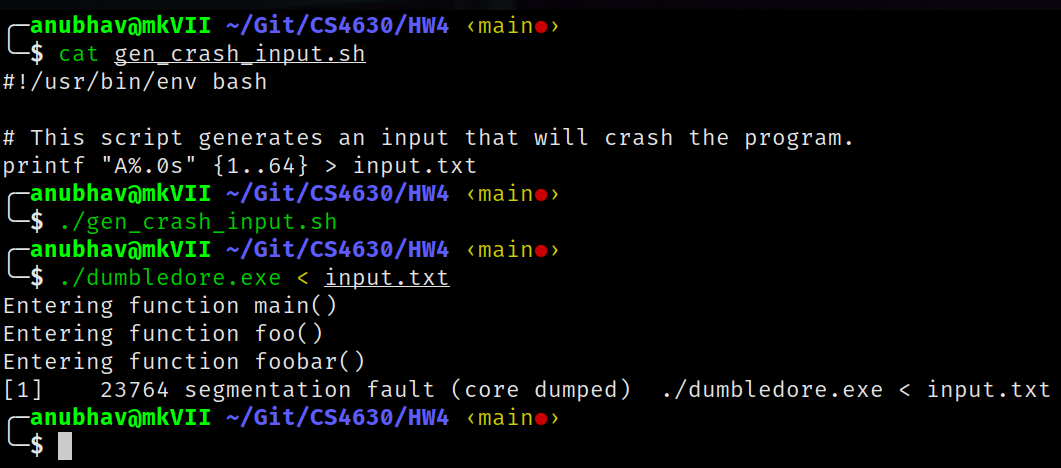 ╭─anubhav@mkVII ~/Git/CS4630/HW4 ‹main●›
╰─$ cat gen_crash_input.sh
#!/usr/bin/env bash

# This script generates an input that will crash the program.
printf "A%.0s" {1..64} > input.txt
╭─anubhav@mkVII ~/Git/CS4630/HW4 ‹main●›
╰─$ ./gen_crash_input.sh
╭─anubhav@mkVII ~/Git/CS4630/HW4 ‹main●›
╰─$ ./dumbledore.exe < input.txt
Entering function main()
Entering function foo()
Entering function foobar()
[1]    23764 segmentation fault (core dumped)  ./dumbledore.exe < input.txt
╭─anubhav@mkVII ~/Git/CS4630/HW4 ‹main●›
╰─$